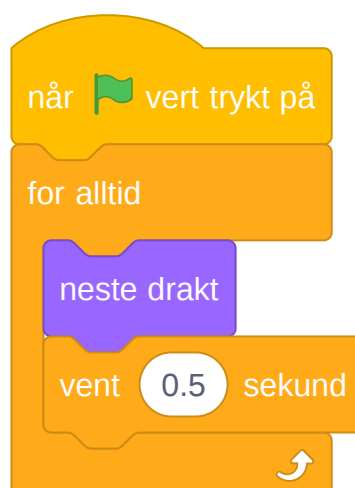 når vert trykt på
for alltid
neste drakt
vent 0.5 sekund